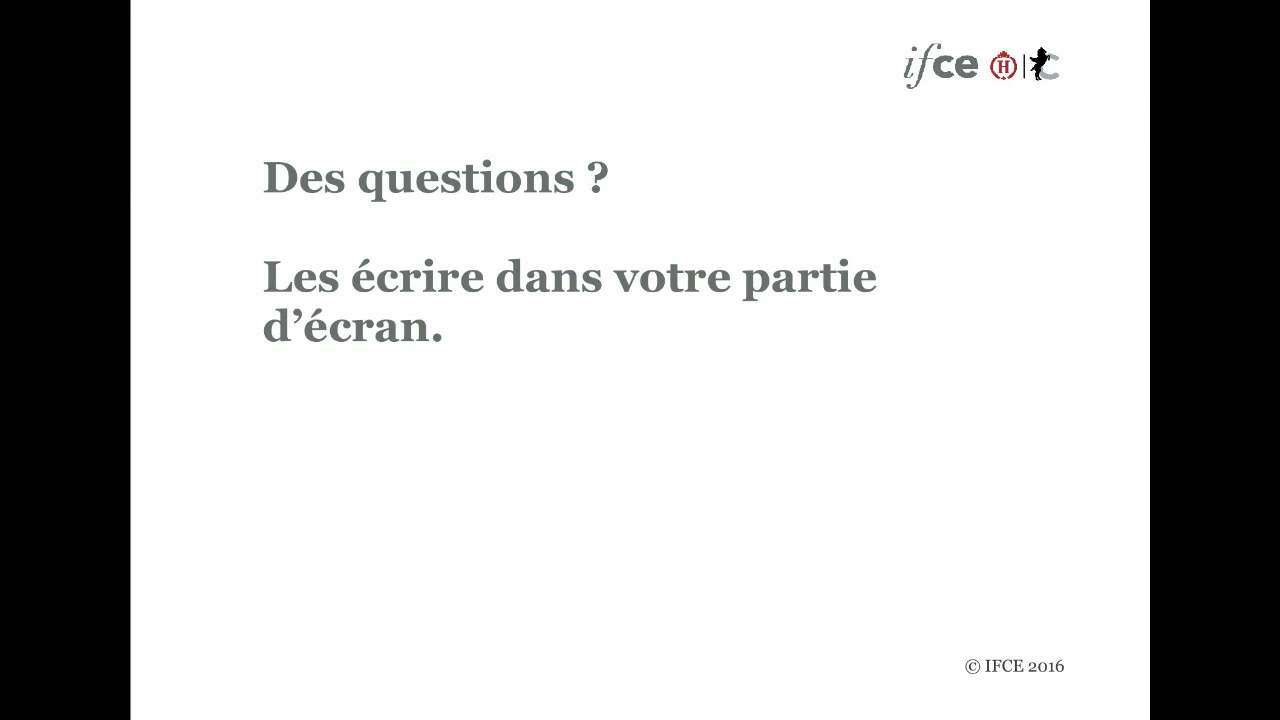 ifce H
Des questions ?
Les écrire dans votre partie
d’écran.
© IFCE 2016